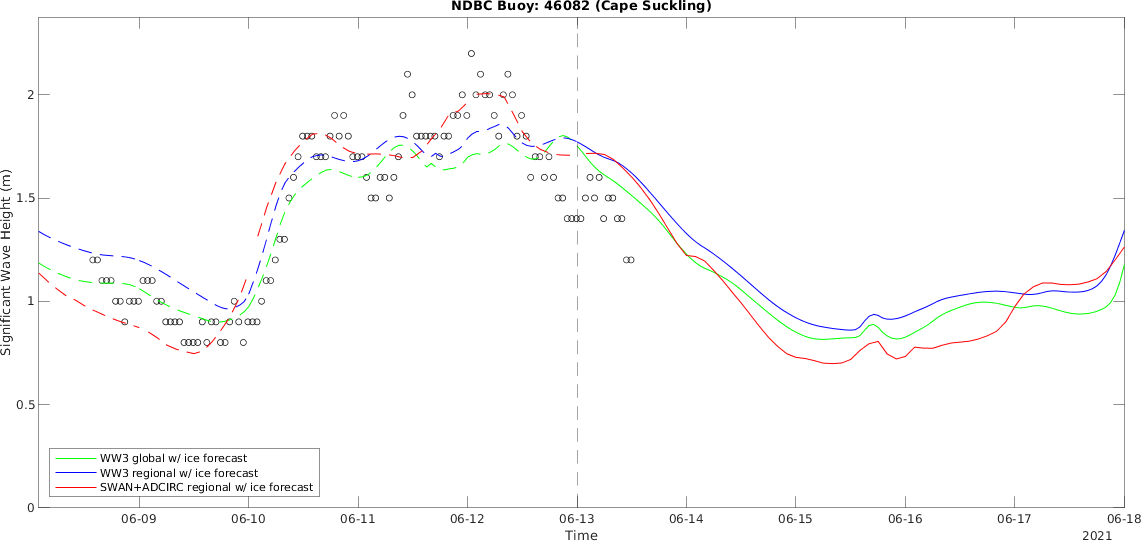 NDBC Buoy: 46082 (Cape Suckling)
Significant Wave Height (m)
2
1.5
1
0.5
0
WW3 global w/ ice forecast
WW3 regional w/ ice forecast
SWAN+ADCIRC regional w/ ice forecast
06-09 06-10 06-11 06-12 06-13 06-14 06-15 06-16 06-17 06-18
Time
2021